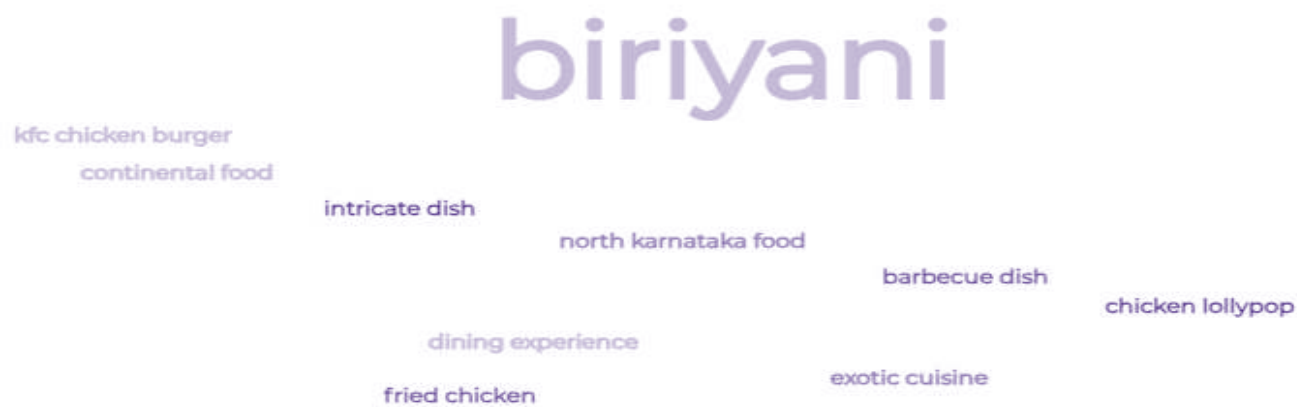 biriyani
kfc chicken burger
continental food
intricate dish
north karnataka food
barbecue dish
chicken lollypop
dining experience
exotic cuisine
fried chicken